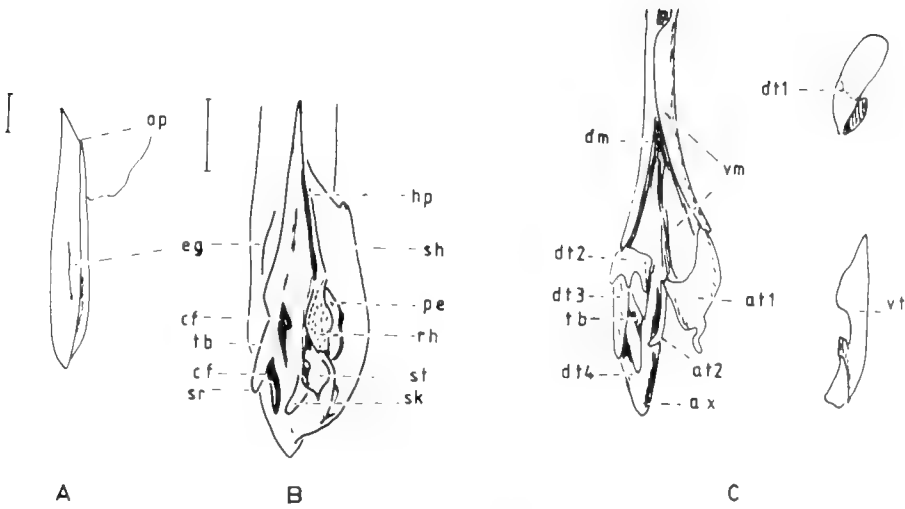 ap
eg
hp
sh
pe
cf
rh
tb
cf
st
sr
sk
dm
vm
dt1
dt2
dt3
at1
tb
vt
dt4
at2
ax
A
B
C